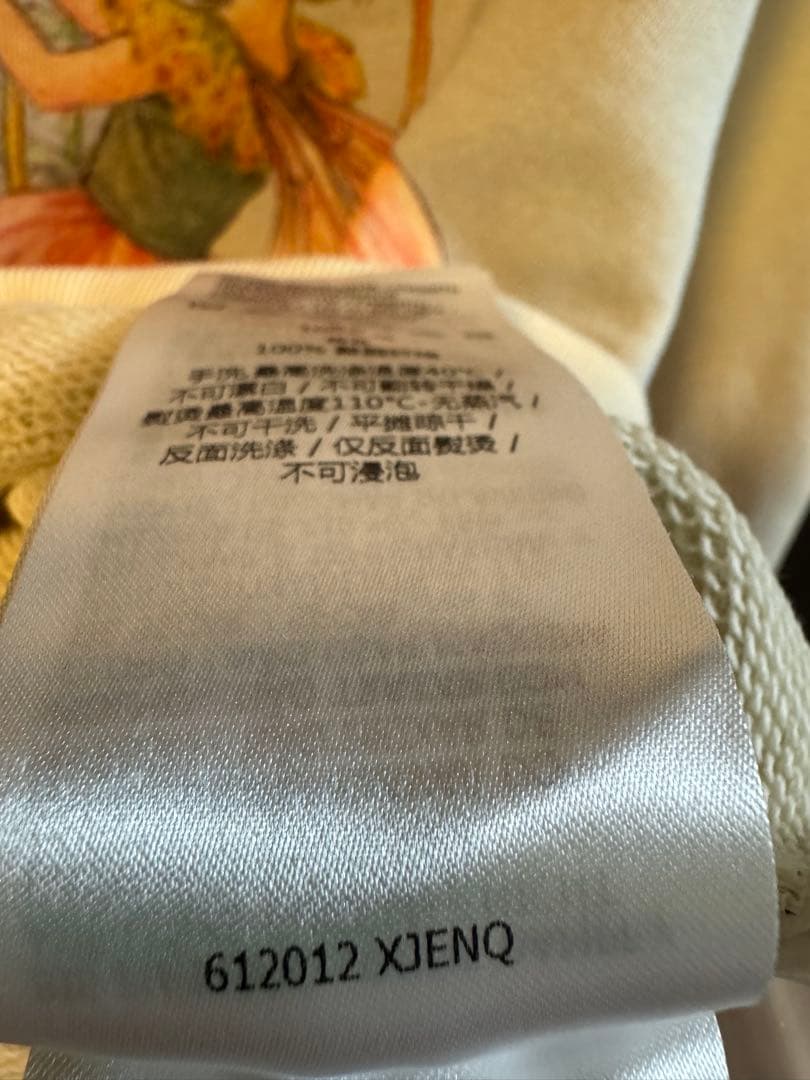 100%
手洗-最高洗涤温度40°C /
不可漂白 / 不可翻转干燥 /
熨烫最高温度110°C-无蒸汽 /
不可干洗 / 平摊晾干 /
反面洗涤 / 仅反面熨烫 /
不可浸泡
612012 XJENQ